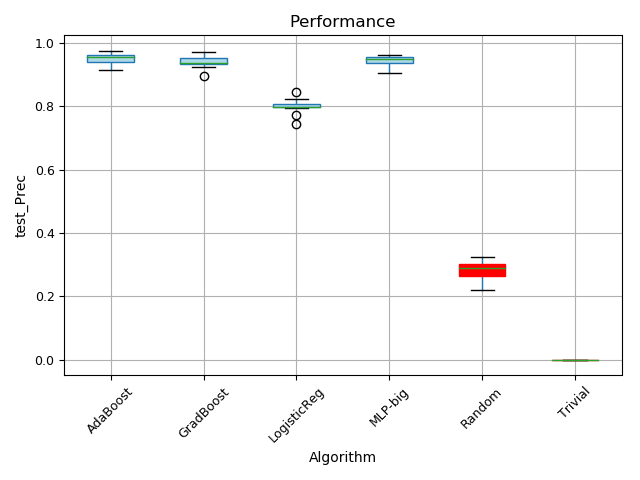 Performance
1.0
0.8
0.6
0.4
0.2
0.0
test_Prec
AdaBoost
GradBoost
LogisticReg
MLP-big
Random
Trivial
Algorithm